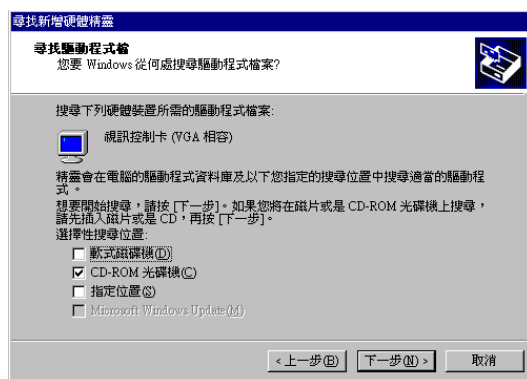 尋找新增硬體精靈
尋找驅動程式檔
您要 Windows 從何處搜尋驅動程式檔案?
搜尋下列硬體裝置所需的驅動程式檔案:
視訊控制卡 (VGA 相容)
精靈會在電腦的驅動程式資料庫及以下您指定的搜尋位置中搜尋適當的驅動程
式。
想要開始搜尋，請按 [下一步]。如果您將在磁片或是 CD-ROM 光碟機上搜尋，
請先插入磁片或是 CD，再按 [下一步]。
選擇性搜尋位置:
軟式磁碟機(D)
CD-ROM 光碟機(C)
指定位置(S)
Microsoft Windows Update(M)
< 上一步(B) 下一步(N) > 取消